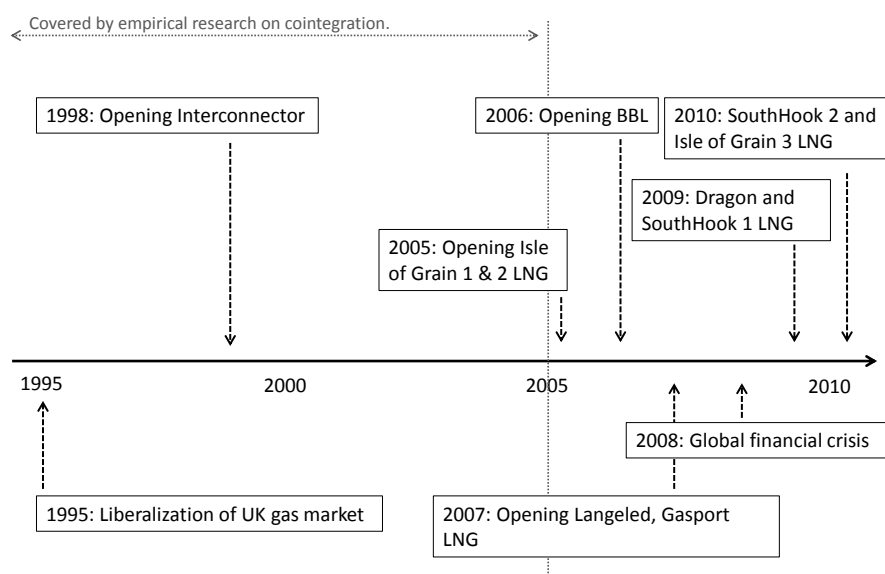 Covered by empirical research on cointegration.
1998: Opening Interconnector
2006: Opening BBL
2010: SouthHook 2 and
Isle of Grain 3 LNG
2009: Dragon and
SouthHook 1 LNG
2005: Opening Isle
of Grain 1 & 2 LNG
1995
2000
2005
2010
2008: Global financial crisis
1995: Liberalization of UK gas market
2007: Opening Langeled, Gasport
LNG